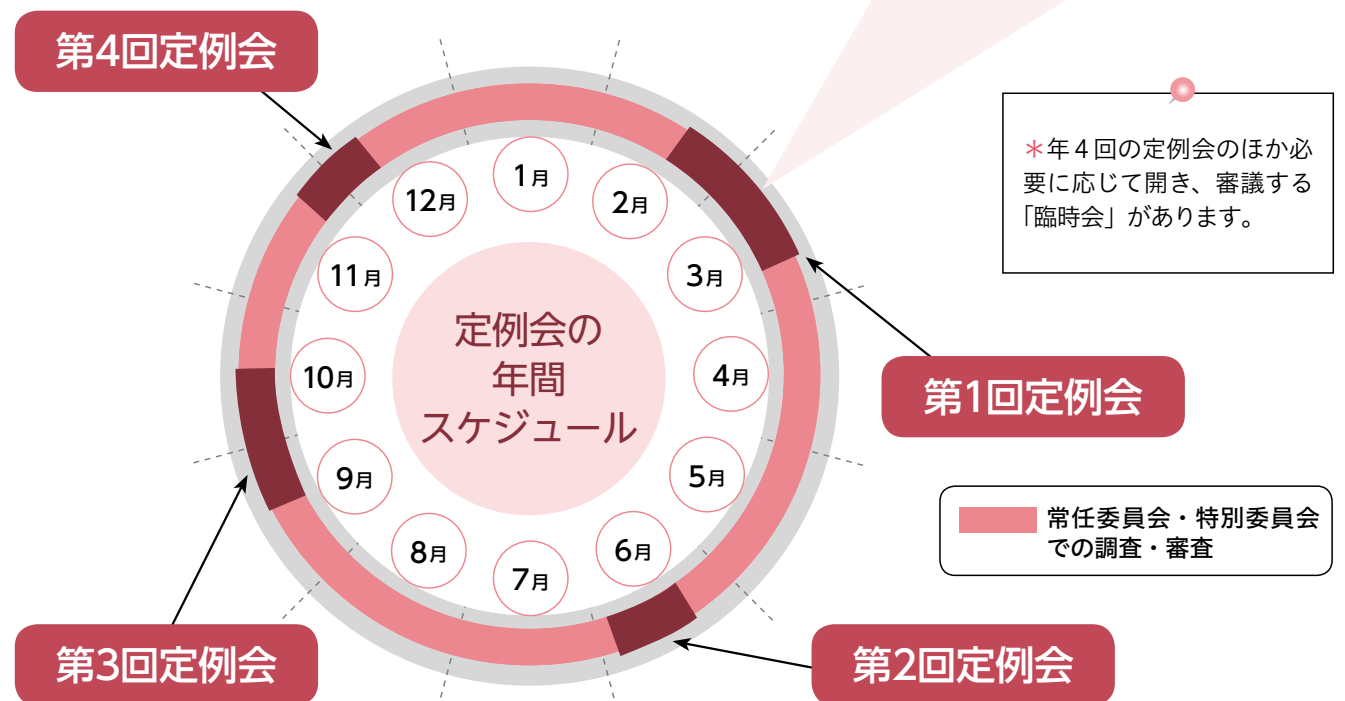 第4回定例会
＊年4回の定例会のほか必
要に応じて開き、審議する
「臨時会」があります。
1月
2月
3月
4月
5月
6月
7月
8月
9月
10月
11月
12月
定例会の
年間
スケジュール
第1回定例会
常任委員会・特別委員会
での調査・審査
第3回定例会
第2回定例会